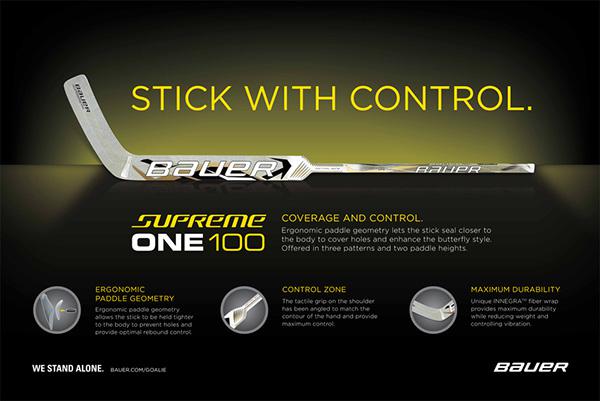 STICK WITH CONTROL.
BAUER
BAUER
BAUER
SUPREME
ONE 100
COVERAGE AND CONTROL.
Ergonomic paddle geometry lets the stick seal closer to
the body to cover holes and enhance the butterfly style.
Offered in three patterns and two paddle heights.
ERGONOMIC
PADDLE GEOMETRY
Ergonomic paddle geometry
allows the stick to be held tighter
to the body to prevent holes and
provide optimal rebound control.
CONTROL ZONE
The tactile grip on the shoulder
has been angled to match the
contour of the hand and provide
maximum control.
MAXIMUM DURABILITY
Unique INNEGRA™ fiber wrap
provides maximum durability
while reducing weight and
controlling vibration.
WE STAND ALONE. BAUER.COM/GOALIE
BAUER